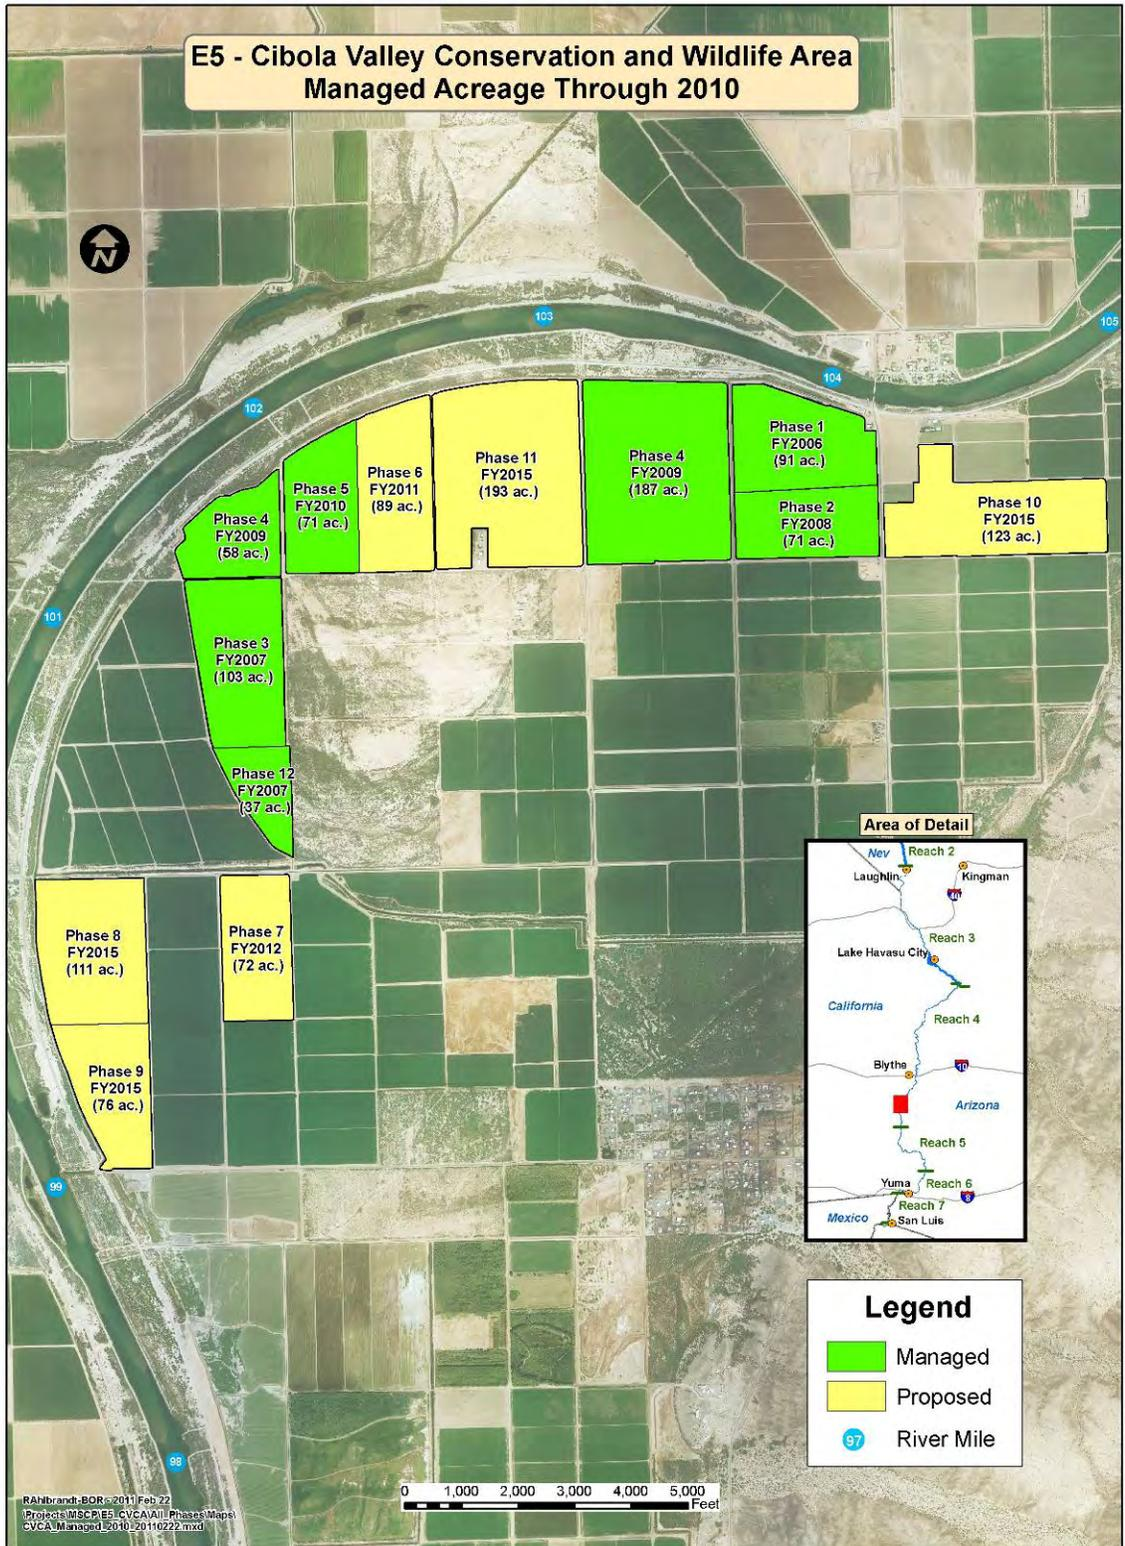 E5 - Cibola Valley Conservation and Wildlife Area
Managed Acreage Through 2010
N
103
105
104
102
Phase 1
FY2006
(91 ac.)
Phase 4
FY2009
(187 ac.)
Phase 11
FY2015
(193 ac.)
Phase 6
FY2011
(89 ac.)
Phase 5
FY2010
(71 ac.)
Phase 2
FY2008
(71 ac.)
Phase 10
FY2015
(123 ac.)
Phase 4
FY2009
(58 ac.)
101
Phase 3
FY2007
(103 ac.)
Phase 12
FY2007
(37 ac.)
Phase 8
FY2015
(111 ac.)
Phase 7
FY2012
(72 ac.)
Phase 9
FY2015
(76 ac.)
99
98
Area of Detail
Nev
Reach 2
Laughlin
Kingman
40
Reach 3
Lake Havasu City
California
Reach 4
Blythe
10
Arizona
Reach 5
Yuma
Reach 6
8
Reach 7
Mexico
San Luis
Legend
Managed
Proposed
97 River Mile
0 1,000 2,000 3,000 4,000 5,000
Feet
RAhlbrandt-BOR - 2011 Feb 22
\Projects\MSCP\E5_CVCA\All_Phases\Maps\
CVCA_Managed_2010_20110222.mxd